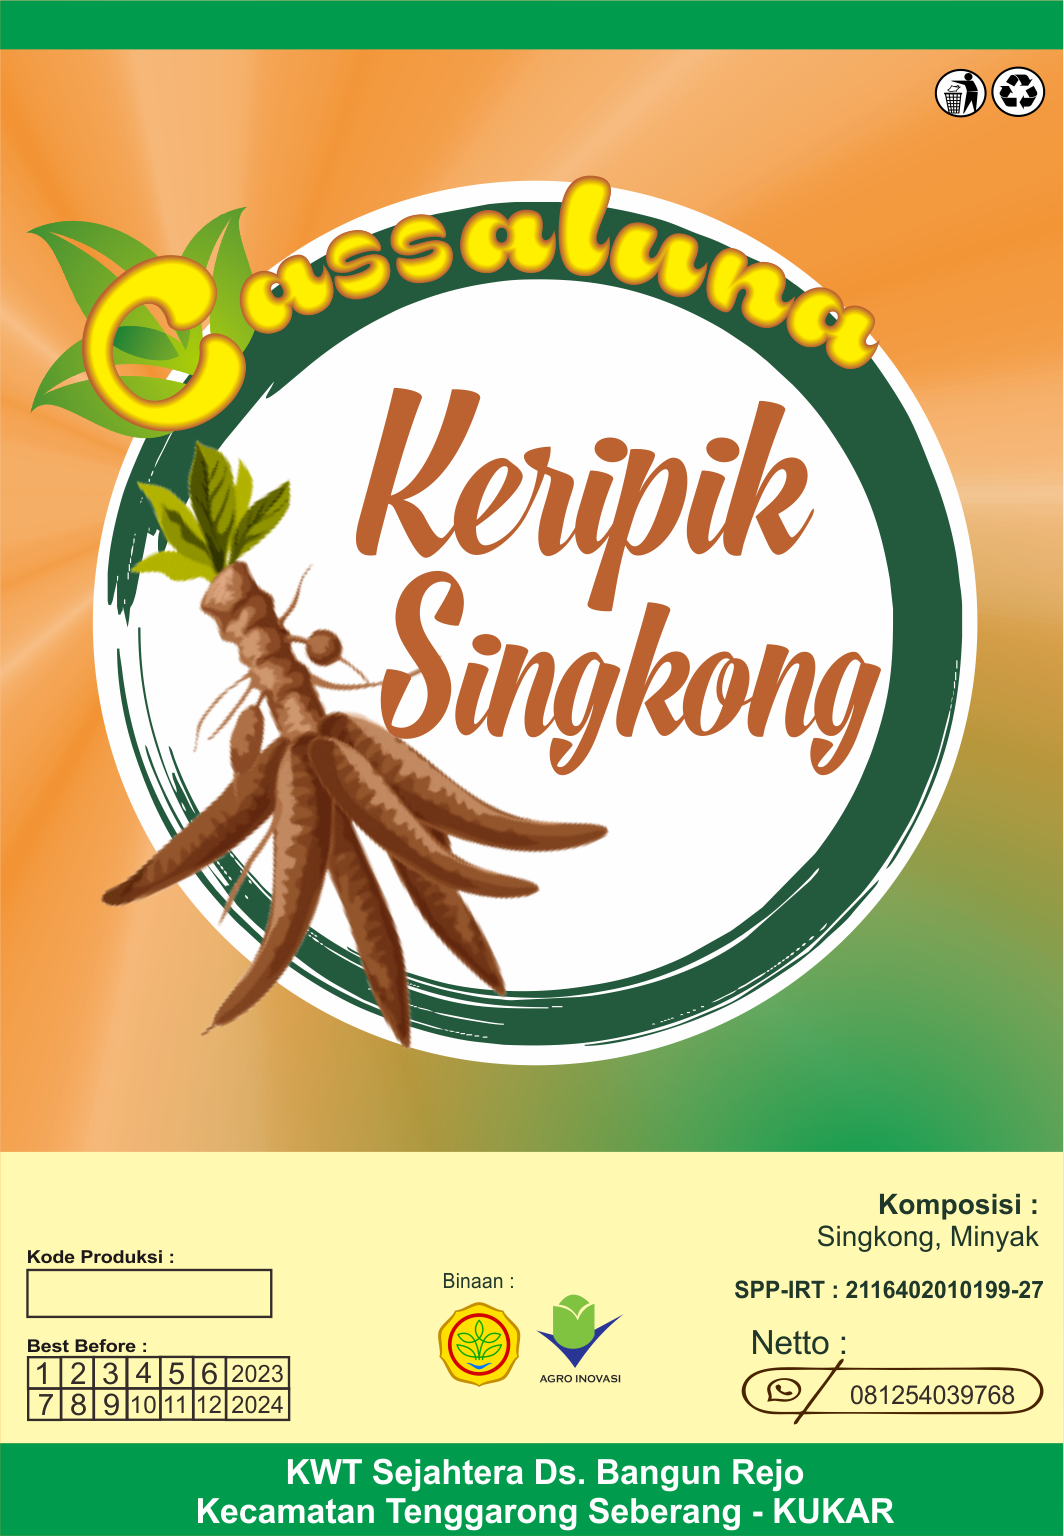 Cassaluna
Keripik
Singkong
Komposisi :
Singkong, Minyak
SPP-IRT : 2116402010199-27
Netto :
081254039768
Kode Produksi :
Best Before :
1 2 3 4 5 6 2023
7 8 9 10 11 12 2024
Binaan :
AGRO INOVASI
KWT Sejahtera Ds. Bangun Rejo
Kecamatan Tenggarong Seberang - KUKAR